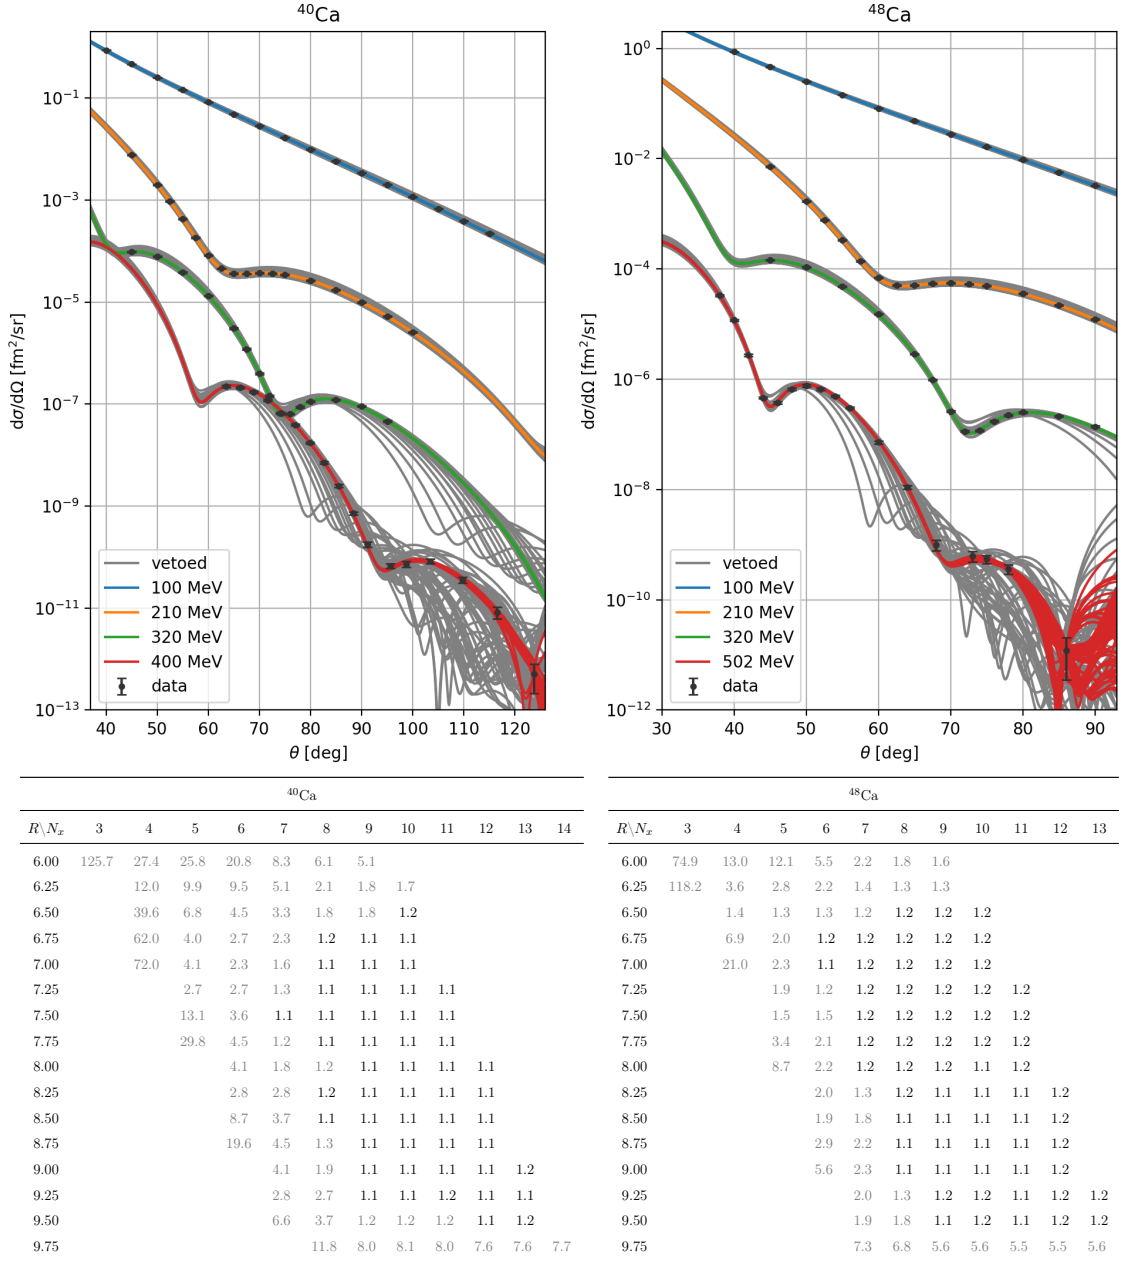 ⁴⁰Ca
dσ/dΩ [fm²/sr]
10⁻¹
10⁻³
10⁻⁵
10⁻⁷
10⁻⁹
10⁻¹¹
10⁻¹³
vetoed
100 MeV
210 MeV
320 MeV
400 MeV
data
40 50 60 70 80 90 100 110 120
θ [deg]
⁴⁸Ca
dσ/dΩ [fm²/sr]
10⁰
10⁻²
10⁻⁴
10⁻⁶
10⁻⁸
10⁻¹⁰
10⁻¹²
vetoed
100 MeV
210 MeV
320 MeV
502 MeV
data
30 40 50 60 70 80 90
θ [deg]
⁴⁰Ca
R\Nₓ 3 4 5 6 7 8 9 10 11 12 13 14
6.00 125.7 27.4 25.8 20.8 8.3 6.1 5.1
6.25 12.0 9.9 9.5 5.1 2.1 1.8 1.7
6.50 39.6 6.8 4.5 3.3 1.8 1.8 1.2
6.75 62.0 4.0 2.7 2.3 1.2 1.1 1.1
7.00 72.0 4.1 2.3 1.6 1.1 1.1 1.1
7.25 2.7 2.7 1.3 1.1 1.1 1.1 1.1
7.50 13.1 3.6 1.1 1.1 1.1 1.1 1.1
7.75 29.8 4.5 1.2 1.1 1.1 1.1 1.1
8.00 4.1 1.8 1.2 1.1 1.1 1.1 1.1
8.25 2.8 2.8 1.2 1.1 1.1 1.1 1.1
8.50 8.7 3.7 1.1 1.1 1.1 1.1 1.1
8.75 19.6 4.5 1.3 1.1 1.1 1.1 1.1
9.00 4.1 1.9 1.1 1.1 1.1 1.1 1.2
9.25 2.8 2.7 1.1 1.1 1.2 1.1 1.1
9.50 6.6 3.7 1.2 1.2 1.2 1.1 1.2
9.75 11.8 8.0 8.1 8.0 7.6 7.6 7.7
⁴⁸Ca
R\Nₓ 3 4 5 6 7 8 9 10 11 12 13
6.00 74.9 13.0 12.1 5.5 2.2 1.8 1.6
6.25 118.2 3.6 2.8 2.2 1.4 1.3 1.3
6.50 1.4 1.3 1.3 1.2 1.2 1.2 1.2
6.75 6.9 2.0 1.2 1.2 1.2 1.2 1.2
7.00 21.0 2.3 1.1 1.2 1.2 1.2 1.2
7.25 1.9 1.2 1.2 1.2 1.2 1.2 1.2
7.50 1.5 1.5 1.2 1.2 1.2 1.2 1.2
7.75 3.4 2.1 1.2 1.2 1.2 1.2 1.2
8.00 8.7 2.2 1.2 1.2 1.2 1.1 1.2
8.25 2.0 1.3 1.2 1.1 1.1 1.1 1.2
8.50 1.9 1.8 1.1 1.1 1.1 1.1 1.2
8.75 2.9 2.2 1.1 1.1 1.1 1.1 1.2
9.00 5.6 2.3 1.1 1.1 1.1 1.1 1.2
9.25 2.0 1.3 1.2 1.2 1.1 1.2 1.2
9.50 1.9 1.8 1.1 1.2 1.1 1.2 1.2
9.75 7.3 6.8 5.6 5.6 5.5 5.5 5.6